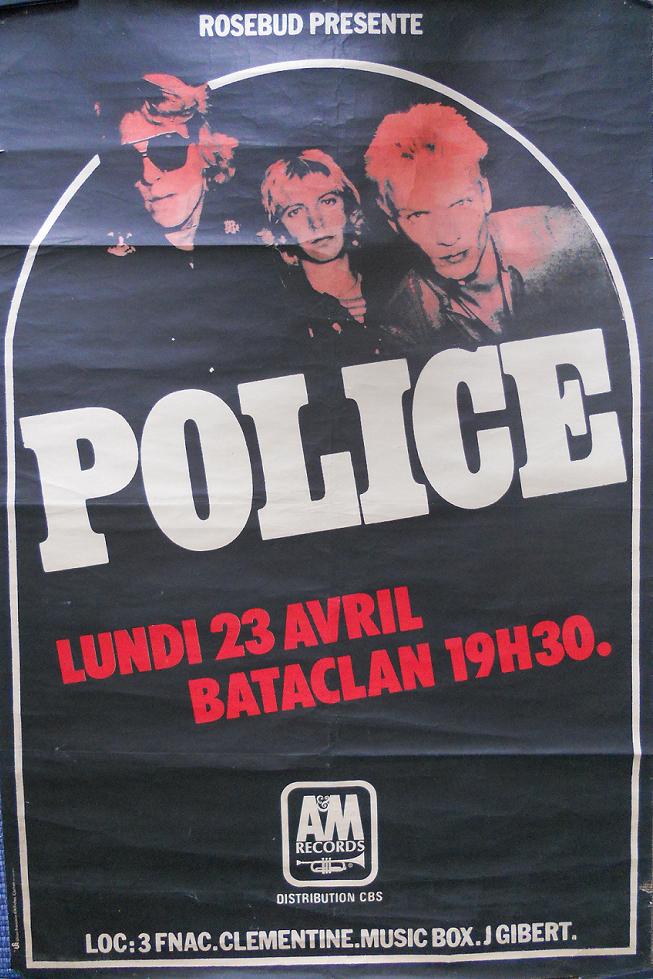 ROSEBUD PRESENTE
POLICE
LUNDI 23 AVRIL
BATACLAN 19H30.
A&M
RECORDS
DISTRIBUTION CBS
LOC: 3 FNAC. CLEMENTINE. MUSIC BOX. J GIBERT.